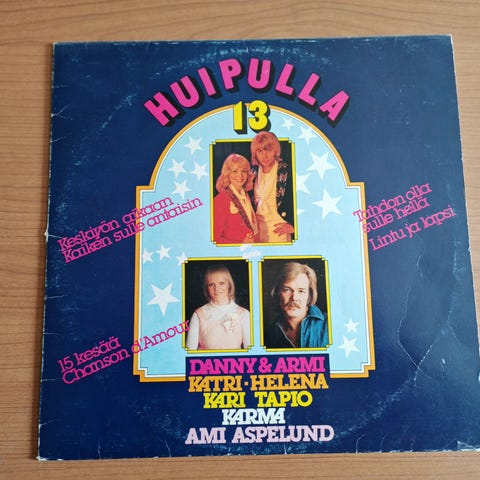 HUIPULLA
13
Keskiyön aikaan
Kaiken sulle antaisin
Tahdon olla
sulle hellä
Lintu ja lapsi
15 kesää
Chanson d'Amour
DANNY & ARMI
KATRI-HELENA
KARI TAPIO
KARMA
AMI ASPELUND